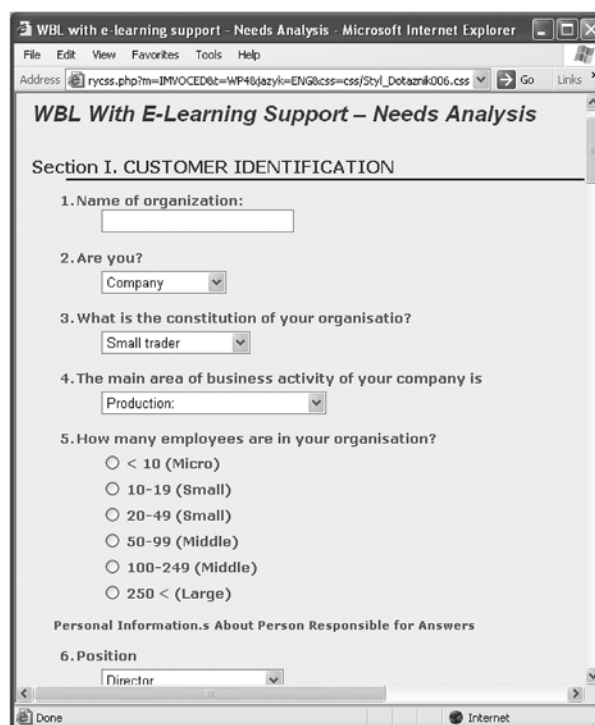 WBL with e-learning support - Needs Analysis - Microsoft Internet Explorer
File Edit View Favorites Tools Help
Address rycss.php?m=IMVOCED&t=WP4&jazyk=ENG&css=css/Styl_Dotaznik006.css Go Links
WBL With E-Learning Support – Needs Analysis
Section I. CUSTOMER IDENTIFICATION
1. Name of organization:
2. Are you?
Company
3. What is the constitution of your organisatio?
Small trader
4. The main area of business activity of your company is
Production:
5. How many employees are in your organisation?
< 10 (Micro)
10-19 (Small)
20-49 (Small)
50-99 (Middle)
100-249 (Middle)
250 < (Large)
Personal Information.s About Person Responsible for Answers
6. Position
Director
Done Internet